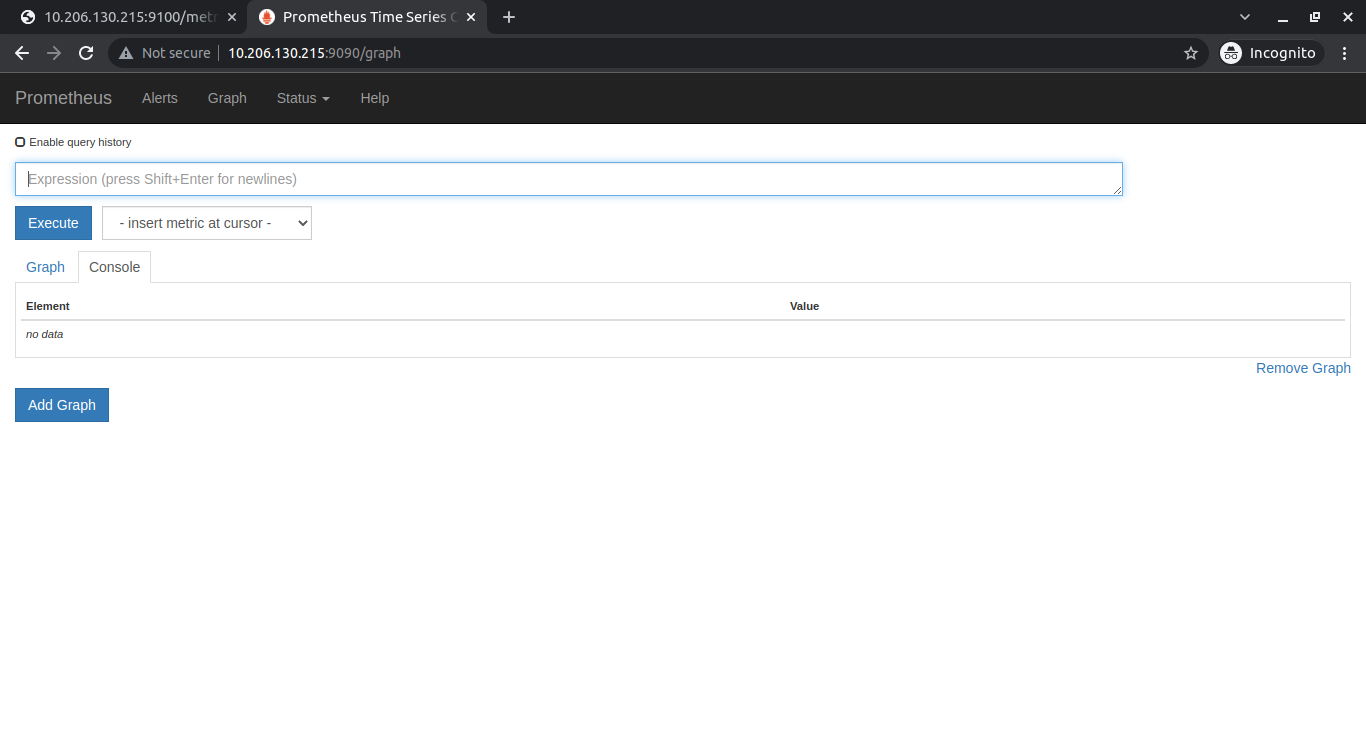 10.206.130.215:9100/metr
Prometheus Time Series C
Not secure 10.206.130.215:9090/graph
Incognito
Prometheus Alerts Graph Status Help
Enable query history
Expression (press Shift+Enter for newlines)
Execute - insert metric at cursor -
Graph Console
Element Value
no data
Remove Graph
Add Graph